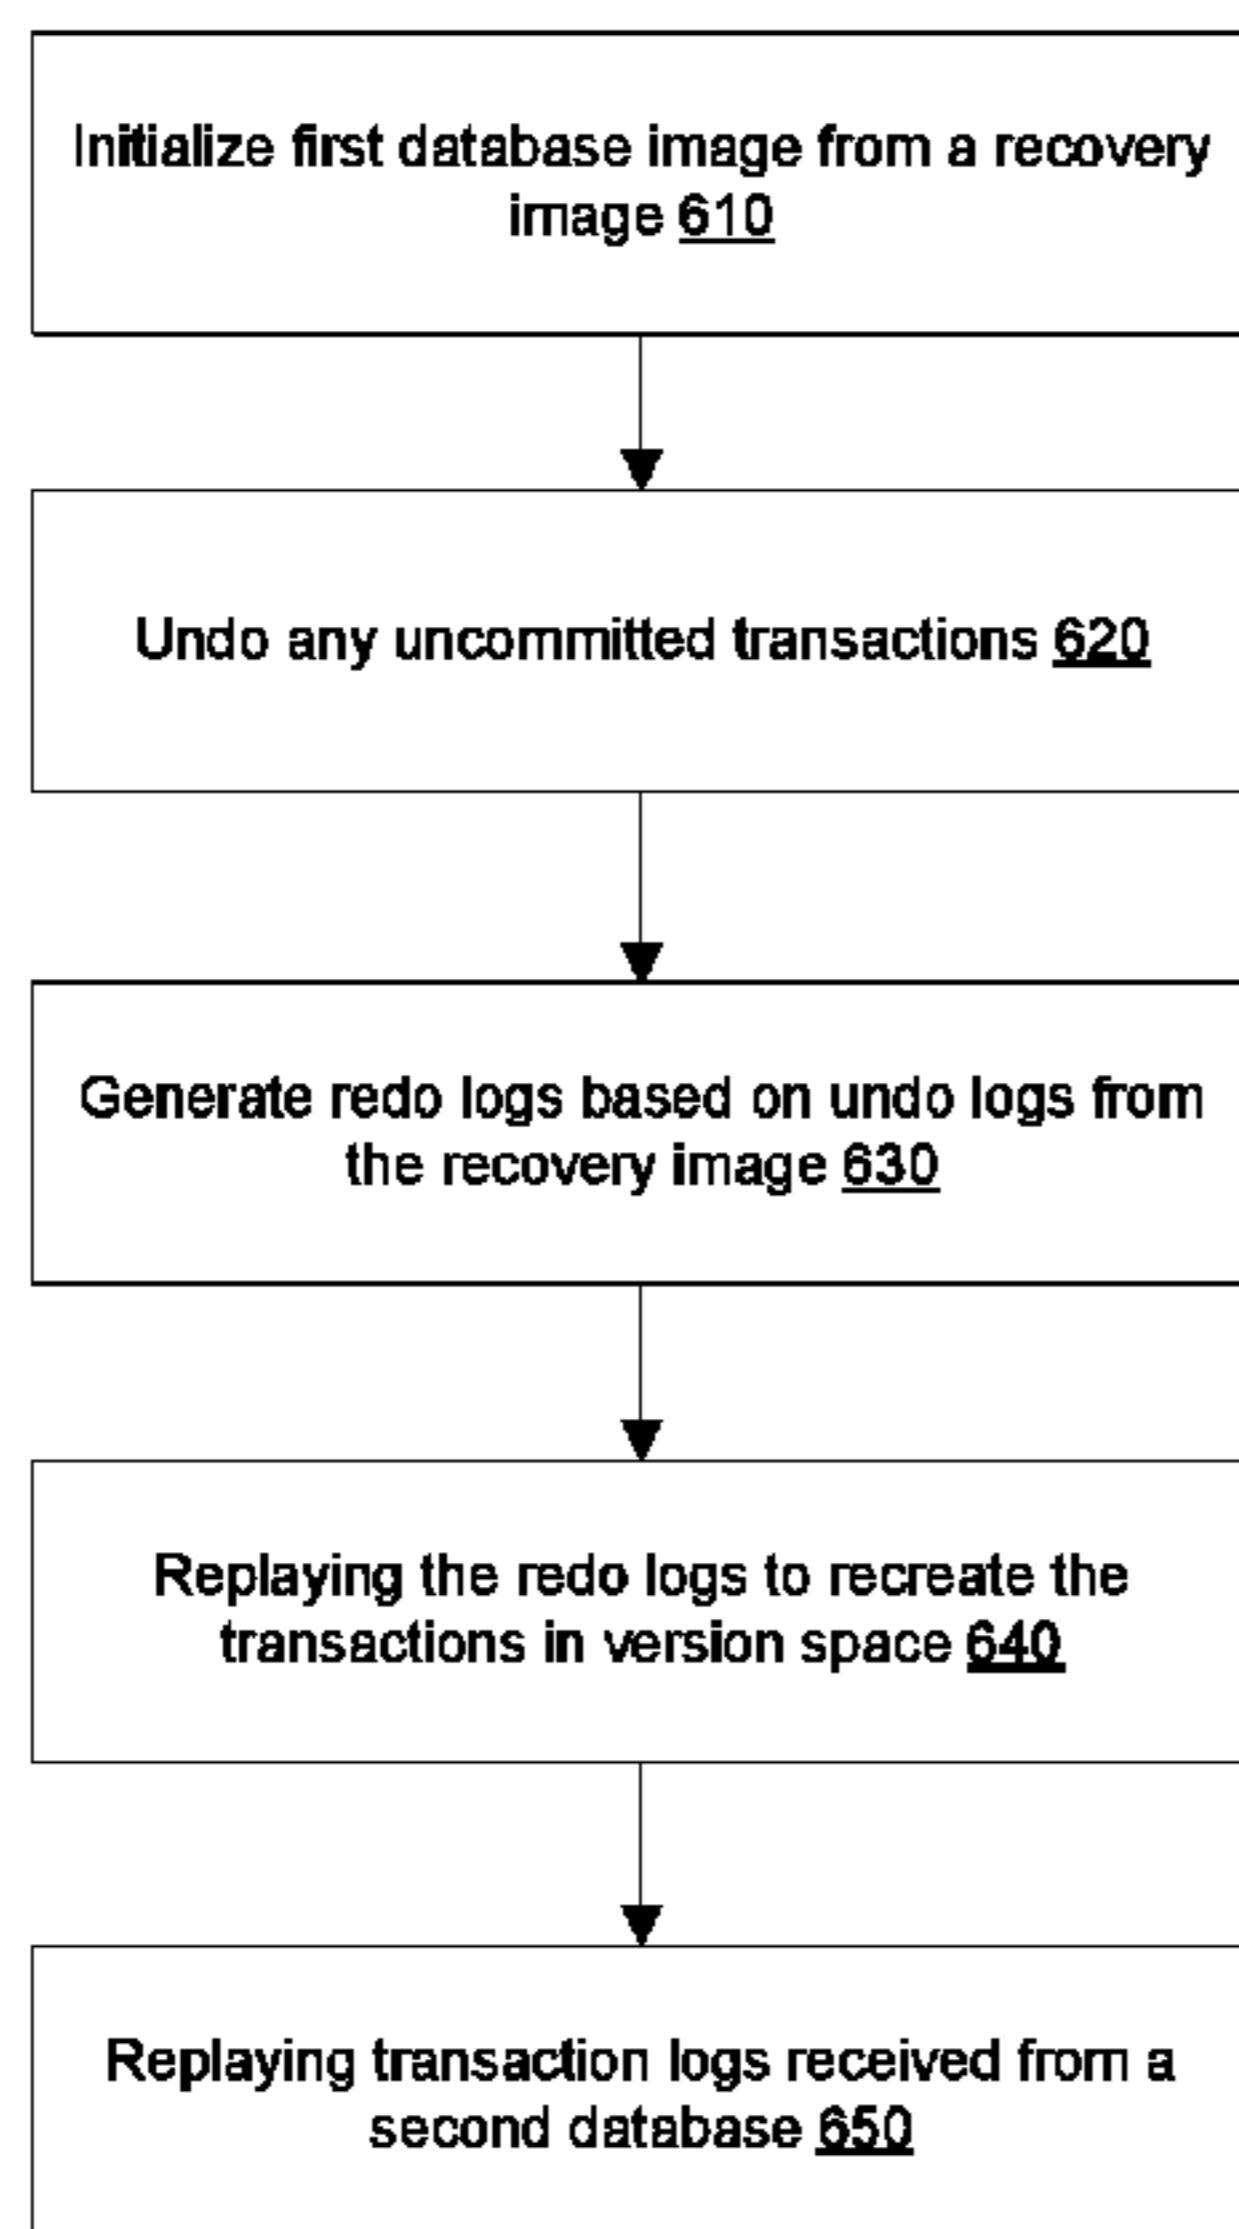 Initialize first database image from a recovery
image 610
Undo any uncommitted transactions 620
Generate redo logs based on undo logs from
the recovery image 630
Replaying the redo logs to recreate the
transactions in version space 640
Replaying transaction logs received from a
second database 650